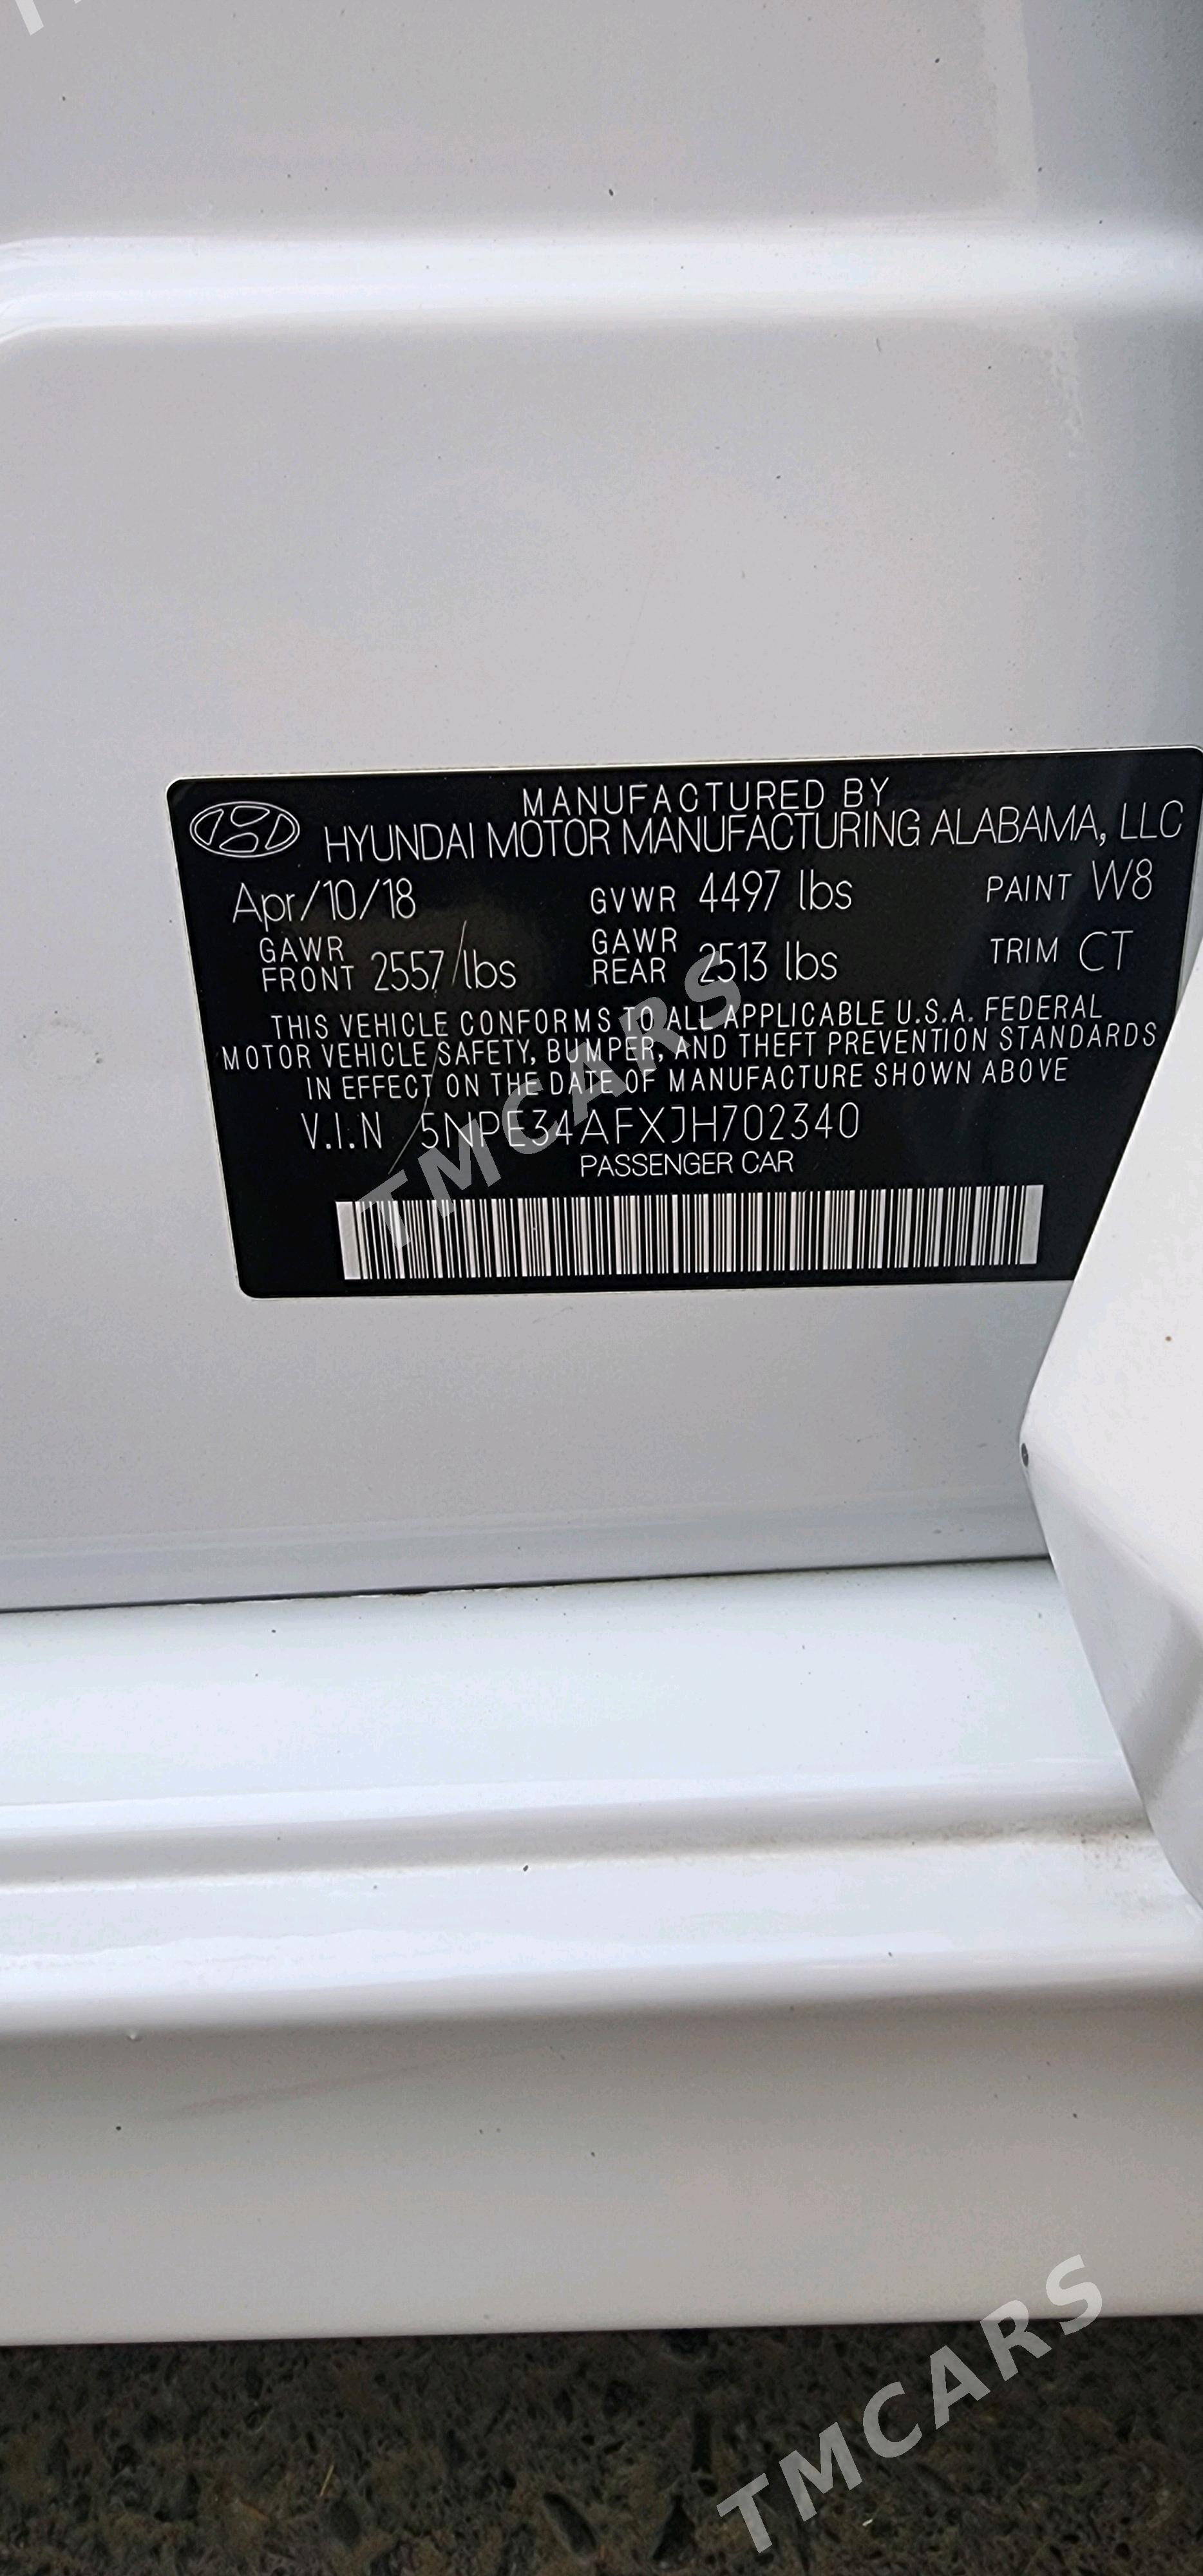 MANUFACTURED BY
HYUNDAI MOTOR MANUFACTURING ALABAMA, LLC
Apr/10/18 GVWR 4497 lbs PAINT W8
GAWR FRONT 2557 lbs GAWR REAR 2513 lbs TRIM CT
THIS VEHICLE CONFORMS TO ALL APPLICABLE U.S.A. FEDERAL
MOTOR VEHICLE SAFETY, BUMPER, AND THEFT PREVENTION STANDARDS
IN EFFECT ON THE DATE OF MANUFACTURE SHOWN ABOVE
V.I.N 5NPE34AFXJH702340
PASSENGER CAR
TMCARS
TMCARS